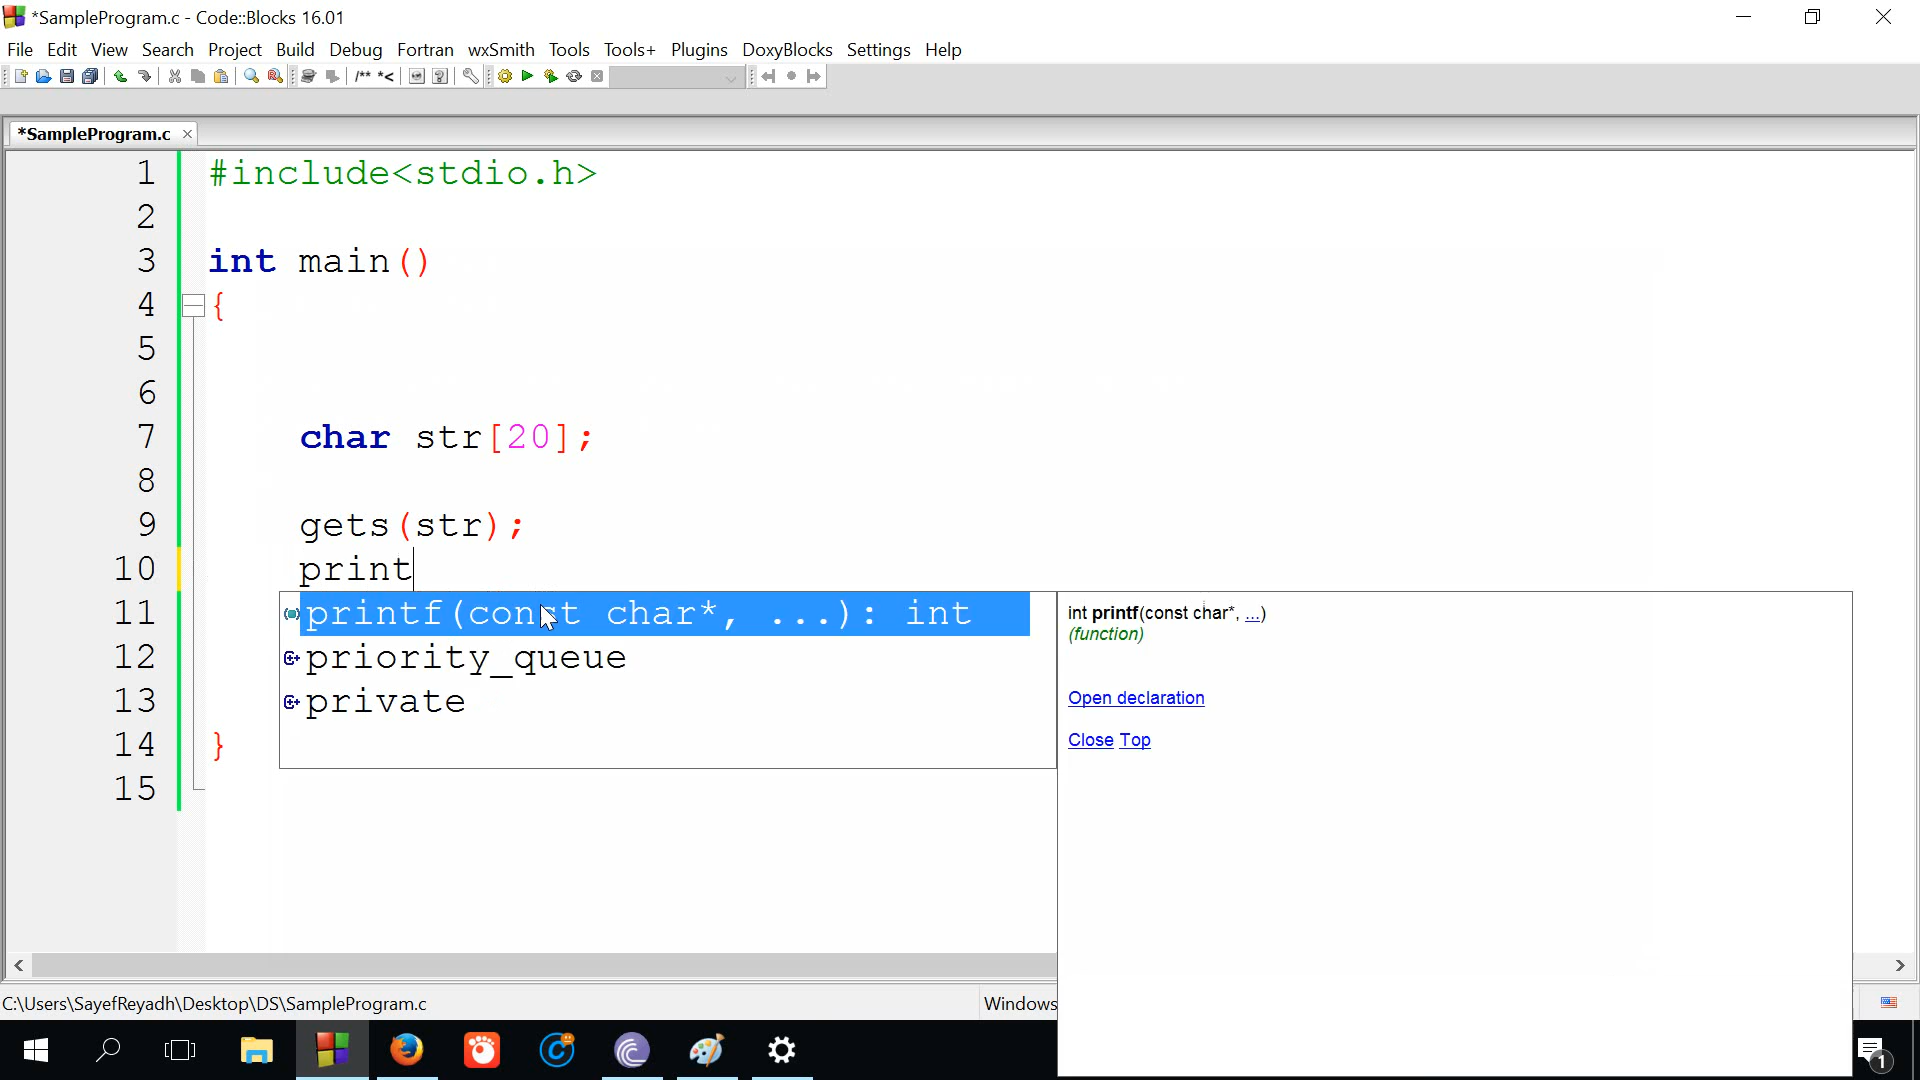 *SampleProgram.c - Code::Blocks 16.01
File Edit View Search Project Build Debug Fortran wxSmith Tools Tools+ Plugins DoxyBlocks Settings Help
/** *<
*SampleProgram.c
1 #include<stdio.h>
2
3 int main()
4 {
5
6
7 char str[20];
8
9 gets(str);
10 print
11 printf(const char*, ...): int
12 priority_queue
13 private
14 }
15
int printf(const char*, ...)
(function)
Open declaration
Close Top
C:\Users\SayefReyadh\Desktop\DS\SampleProgram.c
Windows
1